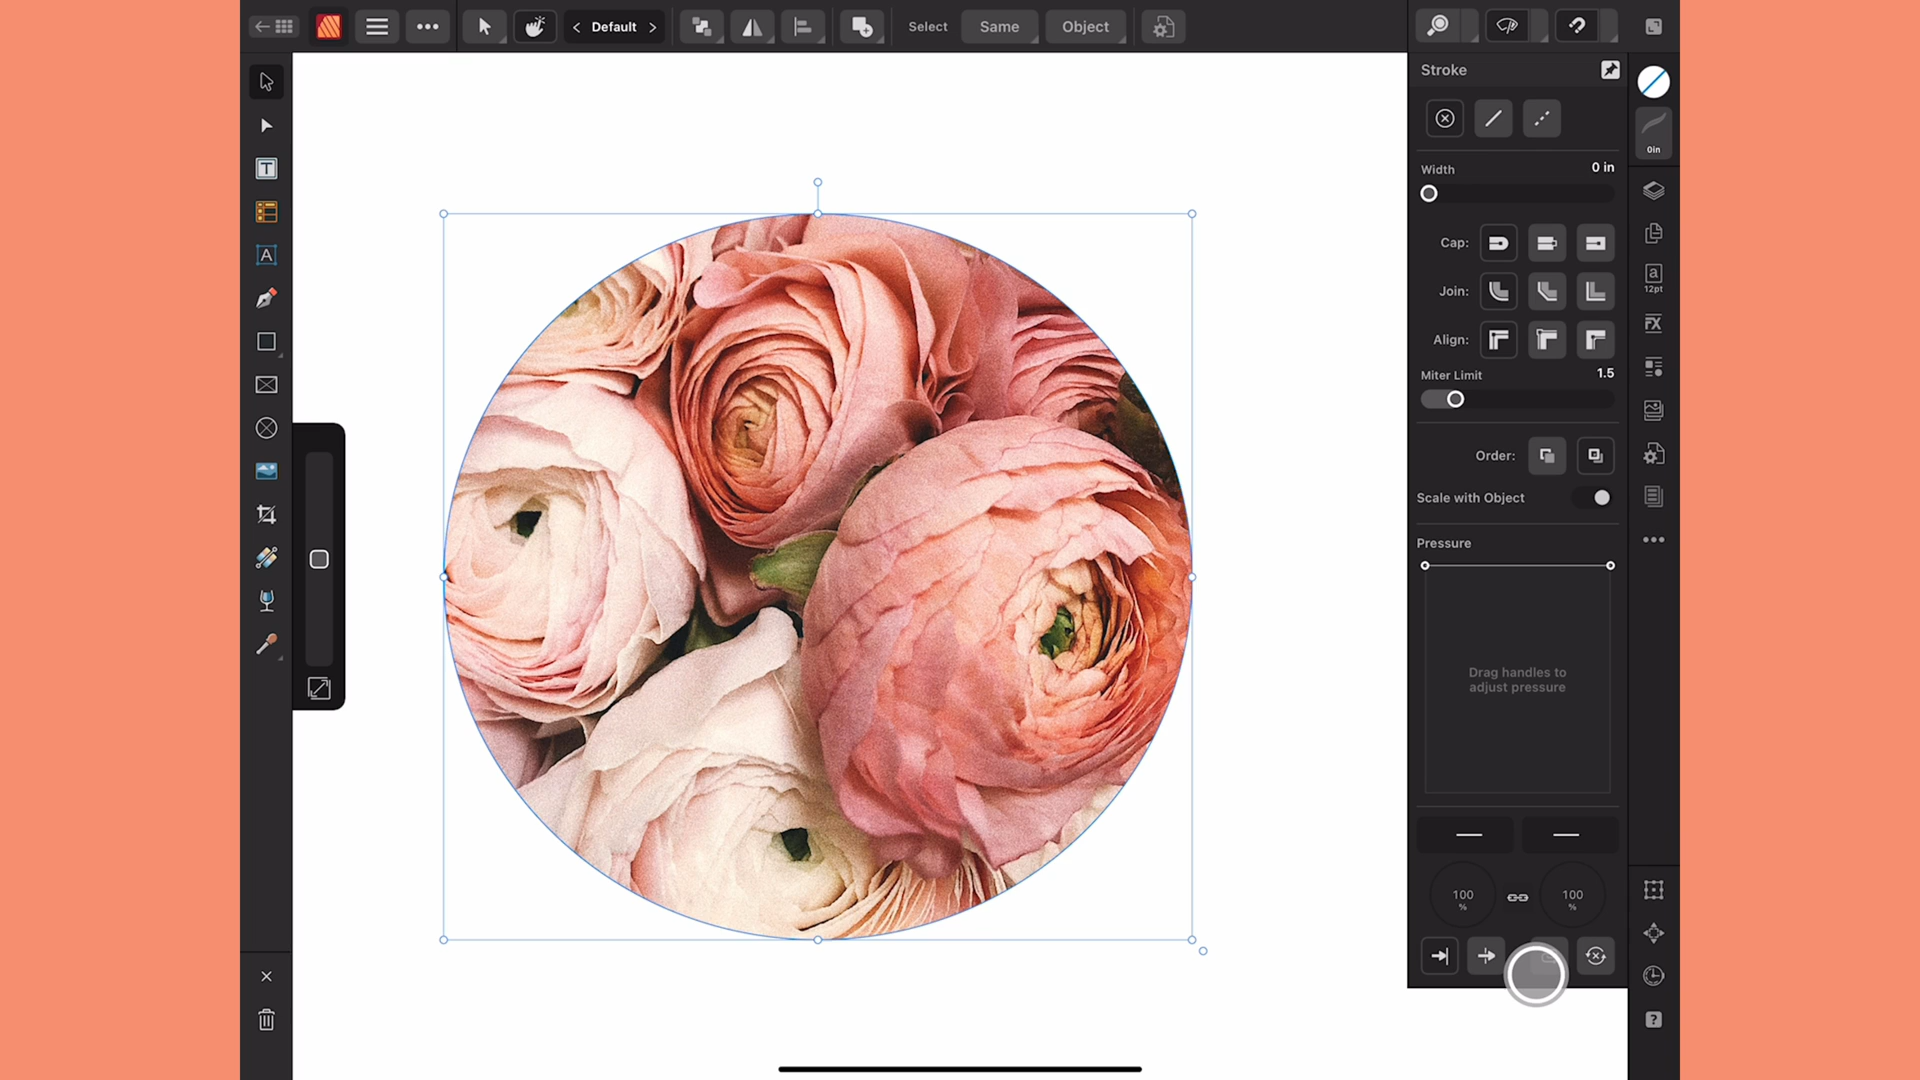 Default
Select
Same
Object
Stroke
0in
Width
0 in
Cap:
Join:
Align:
Miter Limit
1.5
Order:
Scale with Object
Pressure
Drag handles to
adjust pressure
100
%
100
%
T
A
a
12pt
FX
?